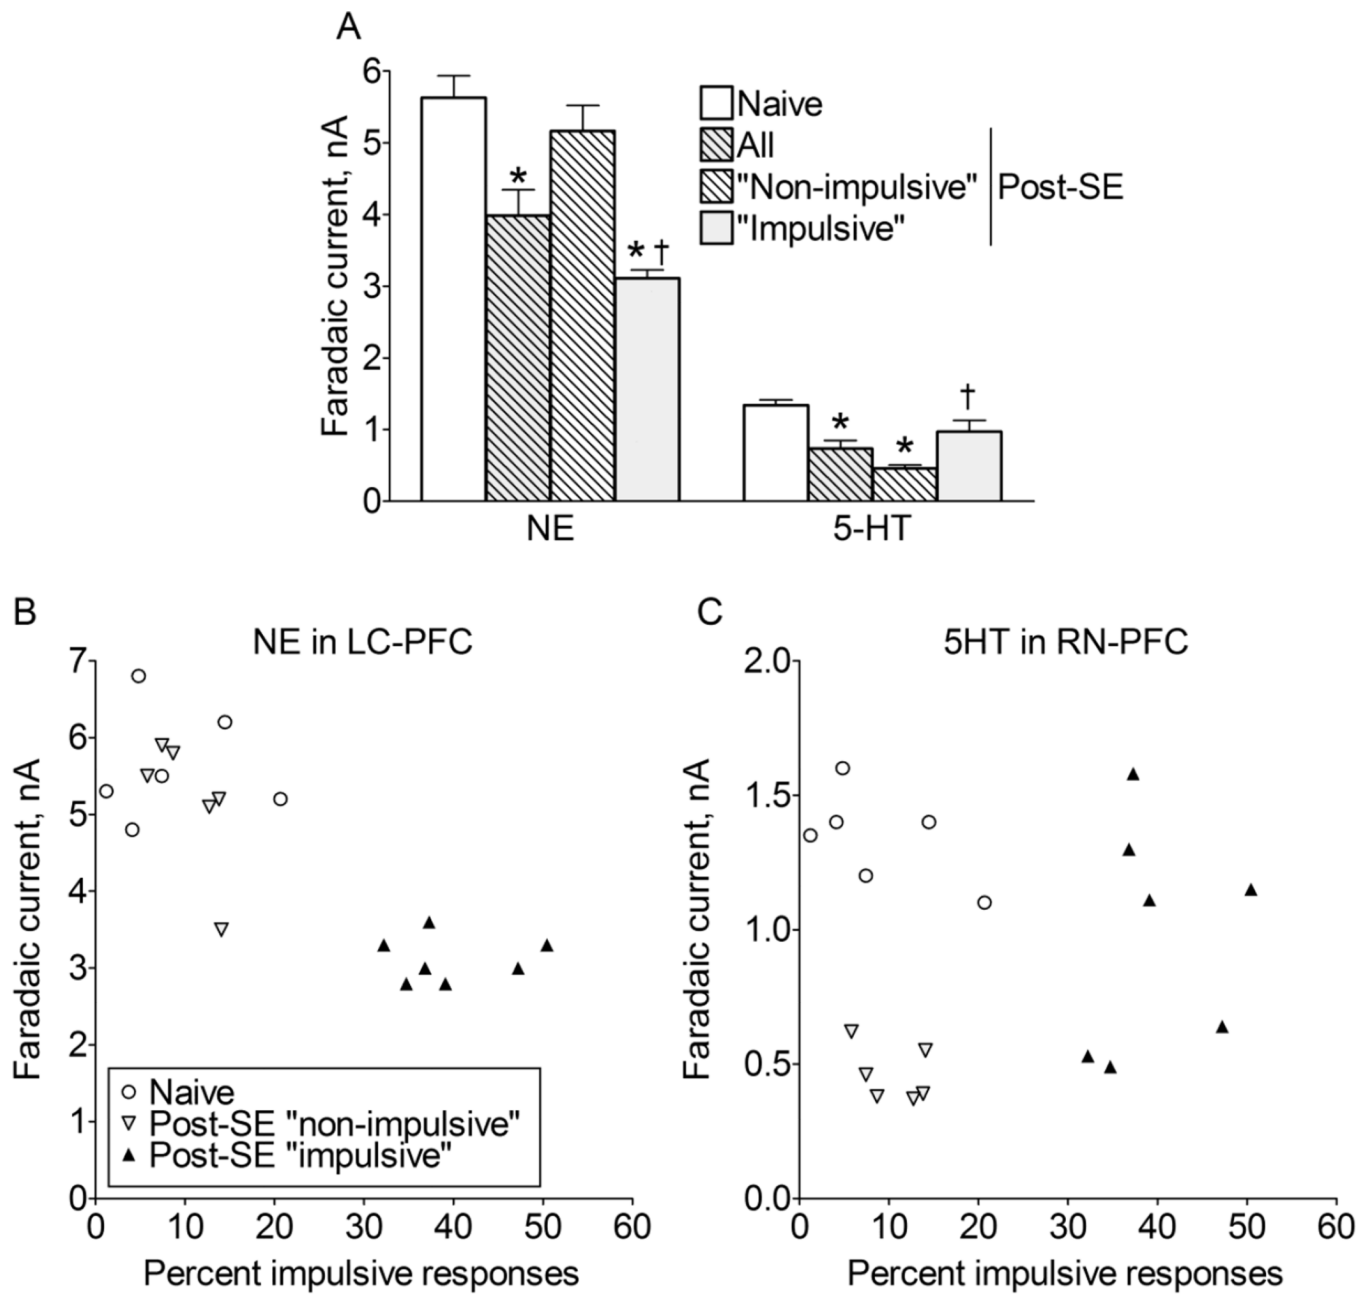 A
Faradaic current, nA
6
5
4
3
2
1
0
*
* †
*
*
†
NE
5-HT
Naive
All
"Non-impulsive"
"Impulsive"
Post-SE
B
NE in LC-PFC
Faradaic current, nA
7
6
5
4
3
2
1
0
Naive
Post-SE "non-impulsive"
Post-SE "impulsive"
0 10 20 30 40 50 60
Percent impulsive responses
C
5HT in RN-PFC
Faradaic current, nA
2.0
1.5
1.0
0.5
0.0
0 10 20 30 40 50 60
Percent impulsive responses